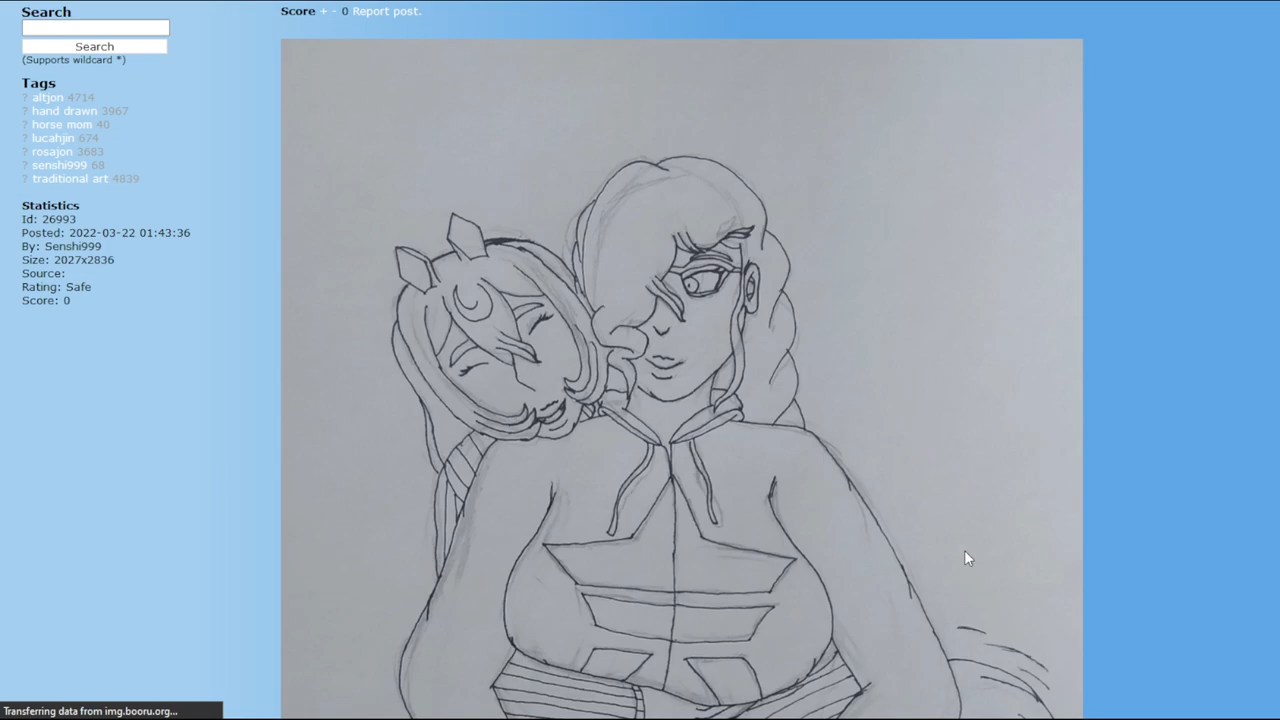 Search
Score + - 0 Report post.
Search
(Supports wildcard *)
Tags
? altjon 4714
? hand drawn 3967
? horse mom 40
? lucahjin 674
? rosajon 3683
? senshi999 68
? traditional art 4839
Statistics
Id: 26993
Posted: 2022-03-22 01:43:36
By: Senshi999
Size: 2027x2836
Source:
Rating: Safe
Score: 0
Transferring data from img.booru.org...